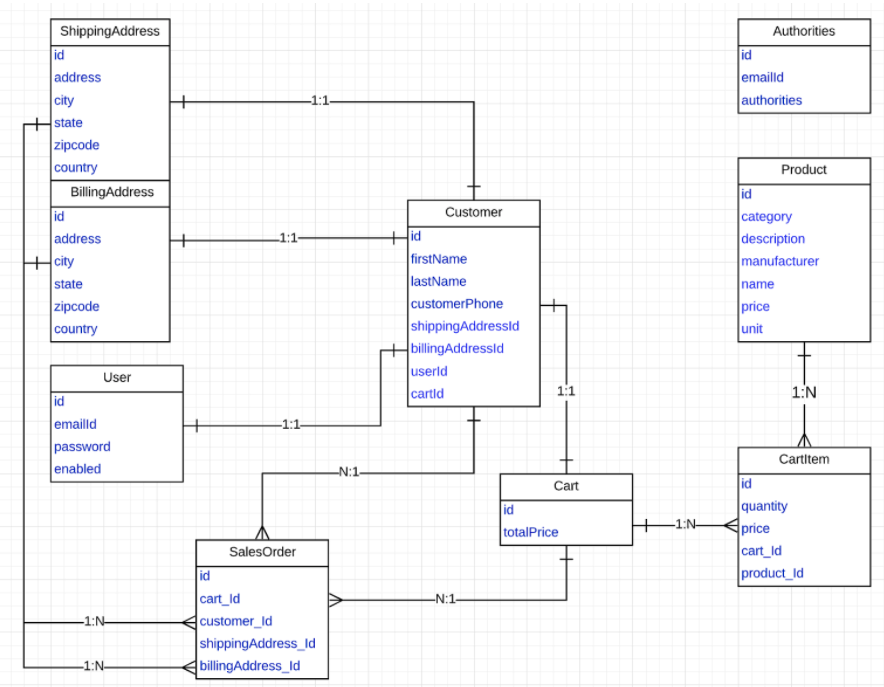 ShippingAddress
id
address
city
state
zipcode
country
BillingAddress
id
address
city
state
zipcode
country
User
id
emailId
password
enabled
Customer
id
firstName
lastName
customerPhone
shippingAddressId
billingAddressId
userId
cartId
SalesOrder
id
cart_Id
customer_Id
shippingAddress_Id
billingAddress_Id
Cart
id
totalPrice
Authorities
id
emailId
authorities
Product
id
category
description
manufacturer
name
price
unit
CartItem
id
quantity
price
cart_Id
product_Id
1:1
1:1
1:1
1:1
N:1
1:N
1:N
N:1
1:N
1:N